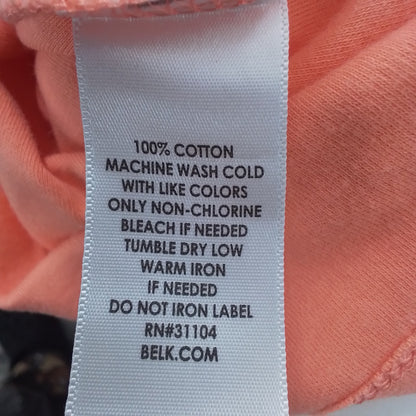 100% COTTON
MACHINE WASH COLD
WITH LIKE COLORS
ONLY NON-CHLORINE
BLEACH IF NEEDED
TUMBLE DRY LOW
WARM IRON
IF NEEDED
DO NOT IRON LABEL
RN#31104
BELK.COM